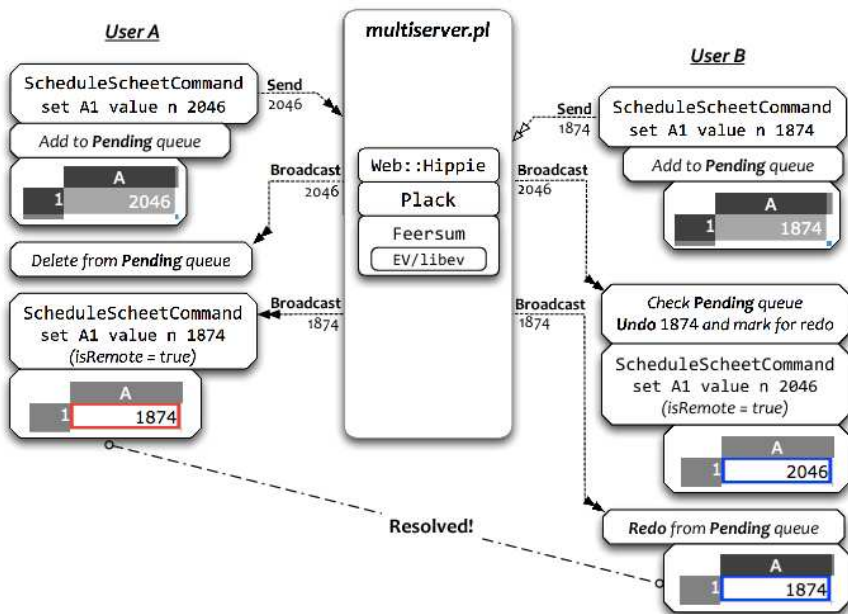 User A
ScheduleScheetCommand
set A1 value n 2046
Add to Pending queue
A
1 2046
Delete from Pending queue
ScheduleScheetCommand
set A1 value n 1874
(isRemote = true)
A
1 1874
Send
2046
Broadcast
2046
Broadcast
1874
multiserver.pl
Web::Hippie
Plack
Feersum
EV/libev
Send
1874
Broadcast
2046
Broadcast
1874
User B
ScheduleScheetCommand
set A1 value n 1874
Add to Pending queue
A
1 1874
Check Pending queue
Undo 1874 and mark for redo
ScheduleScheetCommand
set A1 value n 2046
(isRemote = true)
A
1 2046
Redo from Pending queue
A
1 1874
Resolved!